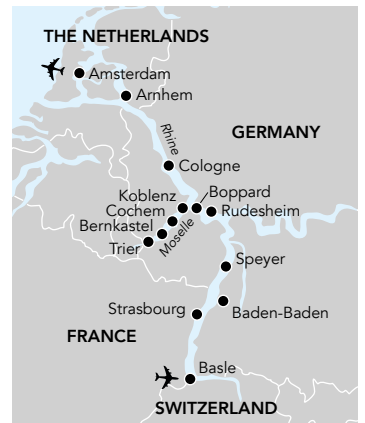 THE NETHERLANDS
Amsterdam
Arnhem
GERMANY
Rhine
Cologne
Koblenz
Boppard
Cochem
Rudesheim
Bernkastel
Moselle
Trier
Speyer
Baden-Baden
Strasbourg
FRANCE
Basle
SWITZERLAND